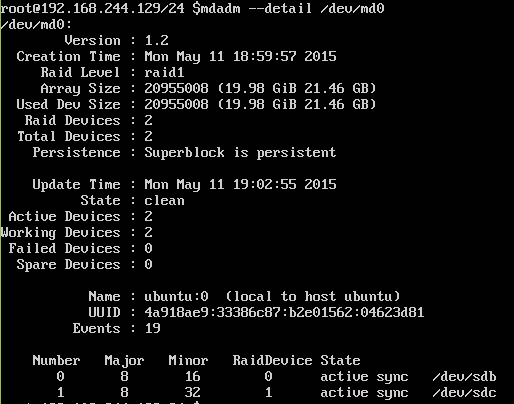 root@192.168.244.129/24 $mdadm --detail /dev/md0
/dev/md0:
Version : 1.2
Creation Time : Mon May 11 18:59:57 2015
Raid Level : raid1
Array Size : 20955008 (19.98 GiB 21.46 GB)
Used Dev Size : 20955008 (19.98 GiB 21.46 GB)
Raid Devices : 2
Total Devices : 2
Persistence : Superblock is persistent
Update Time : Mon May 11 19:02:55 2015
State : clean
Active Devices : 2
Working Devices : 2
Failed Devices : 0
Spare Devices : 0
Name : ubuntu:0 (local to host ubuntu)
UUID : 4a918ae9:33386c87:b2e01562:04623d81
Events : 19
Number Major Minor RaidDevice State
0 8 16 0 active sync /dev/sdb
1 8 32 1 active sync /dev/sdc